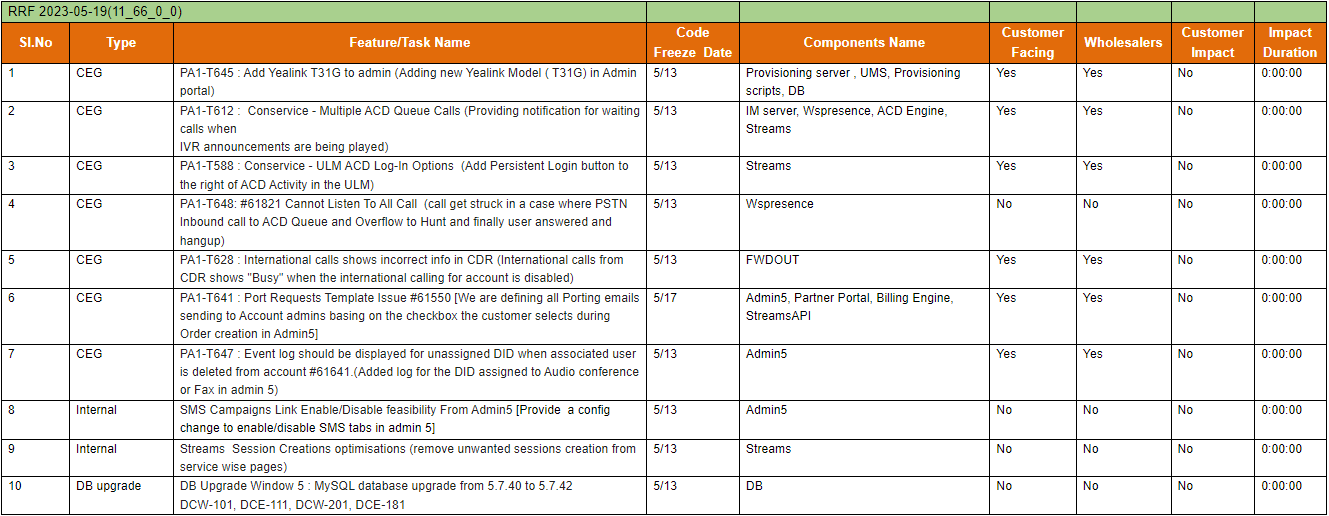 RRF 2023-05-19(11_66_0_0)
Sl.No Type Feature/Task Name Code Freeze Date Components Name Customer Facing Wholesalers Customer Impact Impact Duration
1 CEG PA1-T645 : Add Yealink T31G to admin (Adding new Yealink Model ( T31G) in Admin 5/13 Provisioning server , UMS, Provisioning Yes Yes No 0:00:00
portal) scripts, DB
2 CEG PA1-T612 : Conservice - Multiple ACD Queue Calls (Providing notification for waiting 5/13 IM server, Wspresence, ACD Engine, Yes Yes No 0:00:00
calls when Streams
IVR announcements are being played)
3 CEG PA1-T588 : Conservice - ULM ACD Log-In Options (Add Persistent Login button to 5/13 Streams Yes Yes No 0:00:00
the right of ACD Activity in the ULM)
4 CEG PA1-T648: #61821 Cannot Listen To All Call (call get struck in a case where PSTN 5/13 Wspresence No No No 0:00:00
Inbound call to ACD Queue and Overflow to Hunt and finally user answered and
hangup)
5 CEG PA1-T628 : International calls shows incorrect info in CDR (International calls from 5/13 FWDOUT Yes Yes No 0:00:00
CDR shows "Busy" when the international calling for account is disabled)
6 CEG PA1-T641 : Port Requests Template Issue #61550 [We are defining all Porting emails 5/17 Admin5, Partner Portal, Billing Engine, Yes Yes No 0:00:00
sending to Account admins basing on the checkbox the customer selects during StreamsAPI
Order creation in Admin5]
7 CEG PA1-T647 : Event log should be displayed for unassigned DID when associated user 5/13 Admin5 Yes Yes No 0:00:00
is deleted from account #61641.(Added log for the DID assigned to Audio conference
or Fax in admin 5)
8 Internal SMS Campaigns Link Enable/Disable feasibility From Admin5 [Provide a config 5/13 Admin5 No No No 0:00:00
change to enable/disable SMS tabs in admin 5]
9 Internal Streams Session Creations optimisations (remove unwanted sessions creation from 5/13 Streams No No No 0:00:00
service wise pages)
10 DB upgrade DB Upgrade Window 5 : MySQL database upgrade from 5.7.40 to 5.7.42 5/13 DB No No No 0:00:00
DCW-101, DCE-111, DCW-201, DCE-181